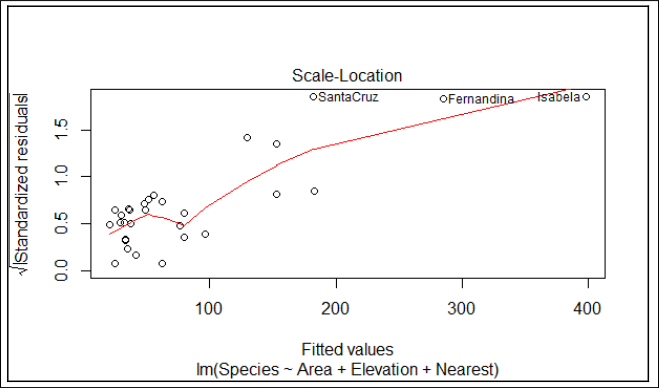 Scale-Location
√|Standardized residuals|
1.5
1.0
0.5
0.0
SantaCruz
Fernandina
Isabela
100 200 300 400
Fitted values
lm(Species ~ Area + Elevation + Nearest)